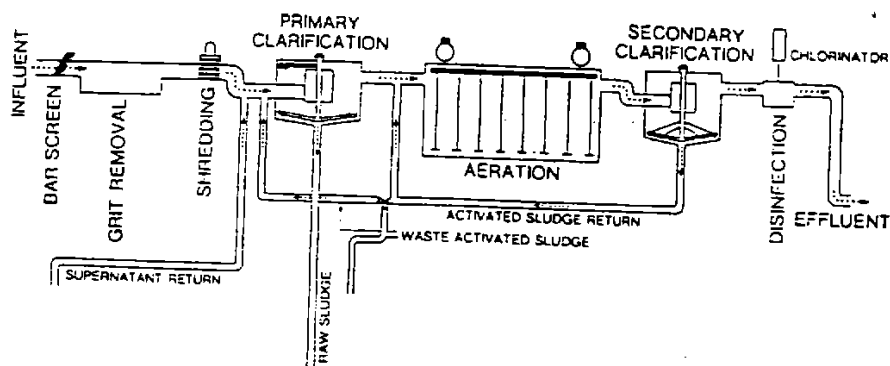 PRIMARY
CLARIFICATION
SECONDARY
CLARIFICATION
CHLORINATOR
INFLUENT
BAR SCREEN
GRIT REMOVAL
SHREDDING
AERATION
DISINFECTION
EFFLUENT
ACTIVATED SLUDGE RETURN
WASTE ACTIVATED SLUDGE
SUPERNATANT RETURN
RAW SLUDGE